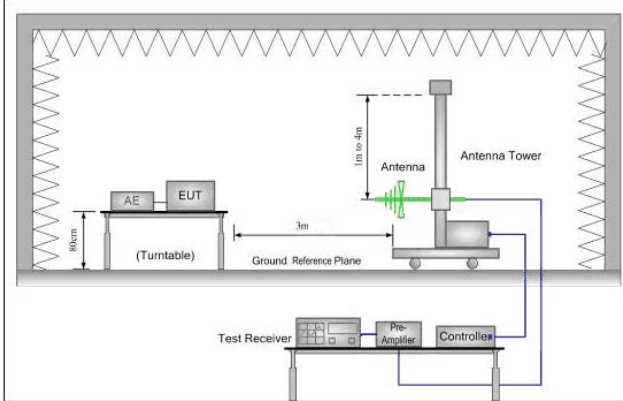 1m to 4m
Antenna
Antenna Tower
AE
EUT
80cm
(Turntable)
3m
Ground Reference Plane
Test Receiver
Pre-
Amplifier
Controller